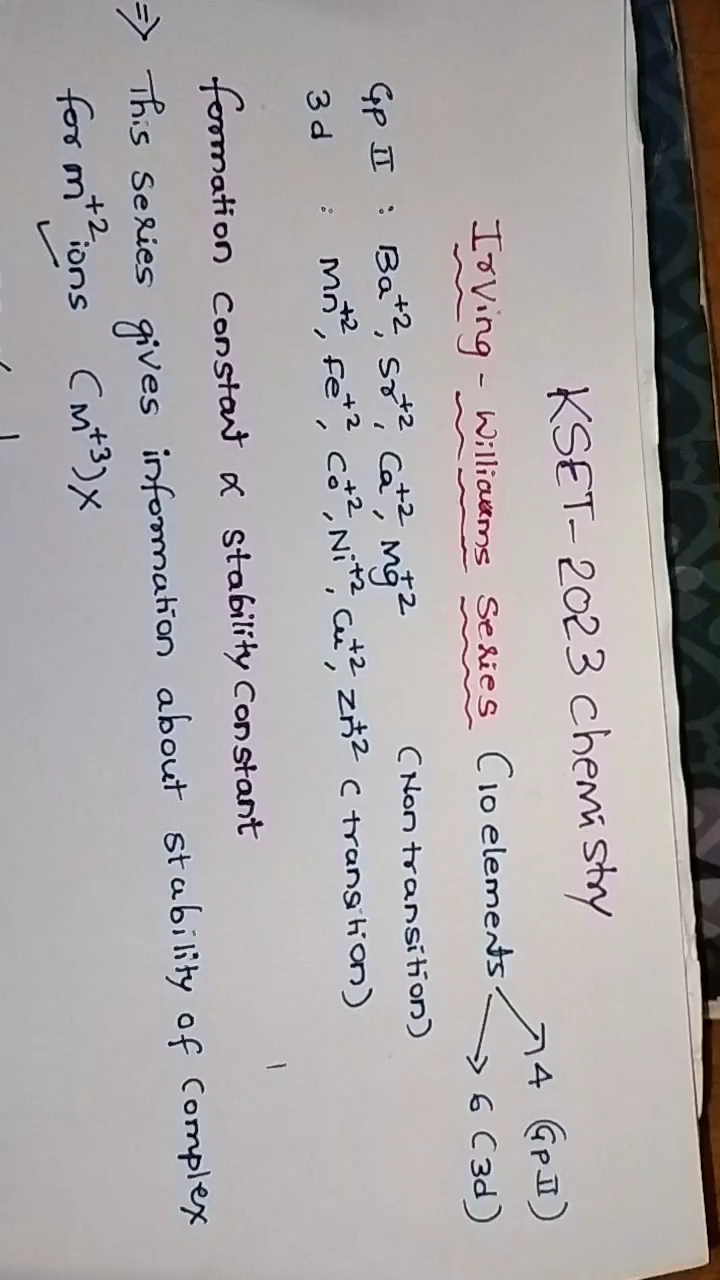 KSET-2023 chemistry
Irving-Williams Series (10 elements → 4 (GP II)
→ 6 (3d)
GP II : Ba+2, Sr+2, Ca+2, Mg+2 (Non transition)
3d : Mn+2, Fe+2, Co+2, Ni+2, Cu+2, Zn+2 (transition)
formation constant ∝ stability constant
⇒ This series gives information about stability of complex
for m+2 ions (M+3) X